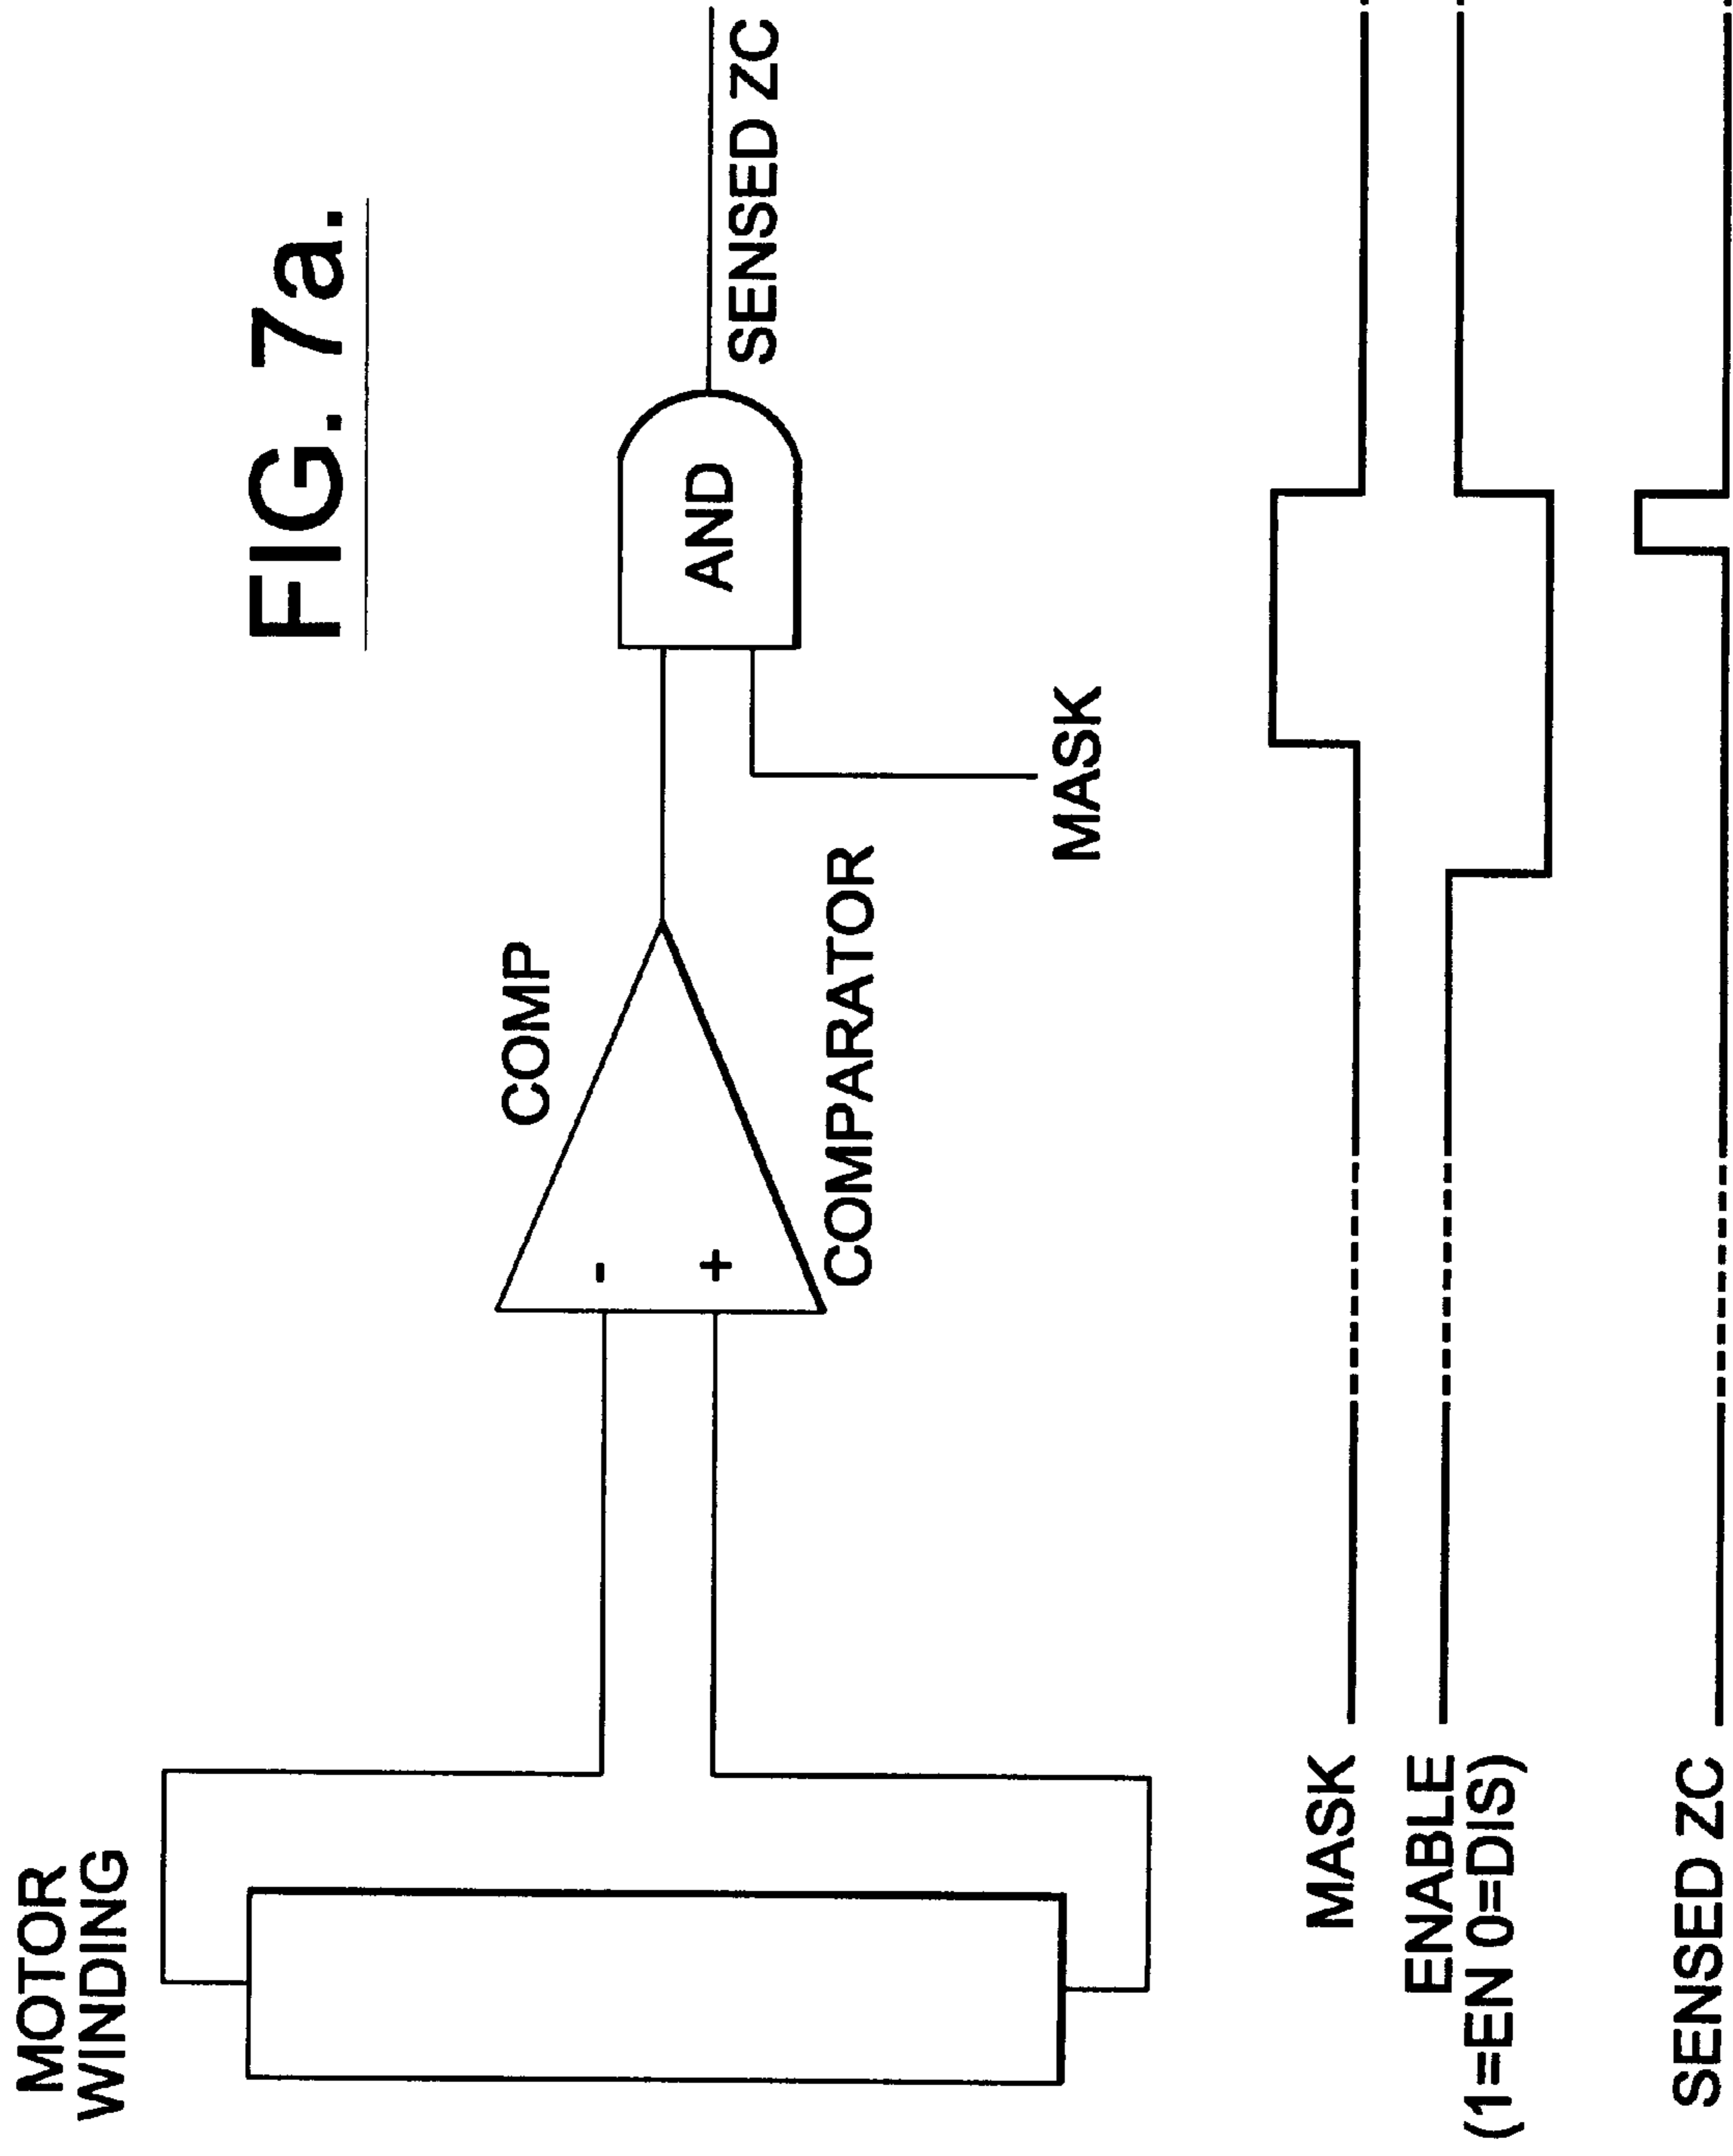 FIG. 7a.
MOTOR
WINDING
COMP
-
+
COMPARATOR
AND
SENSED ZC
MASK
MASK
ENABLE
(1=EN 0=DIS)
SENSED ZC